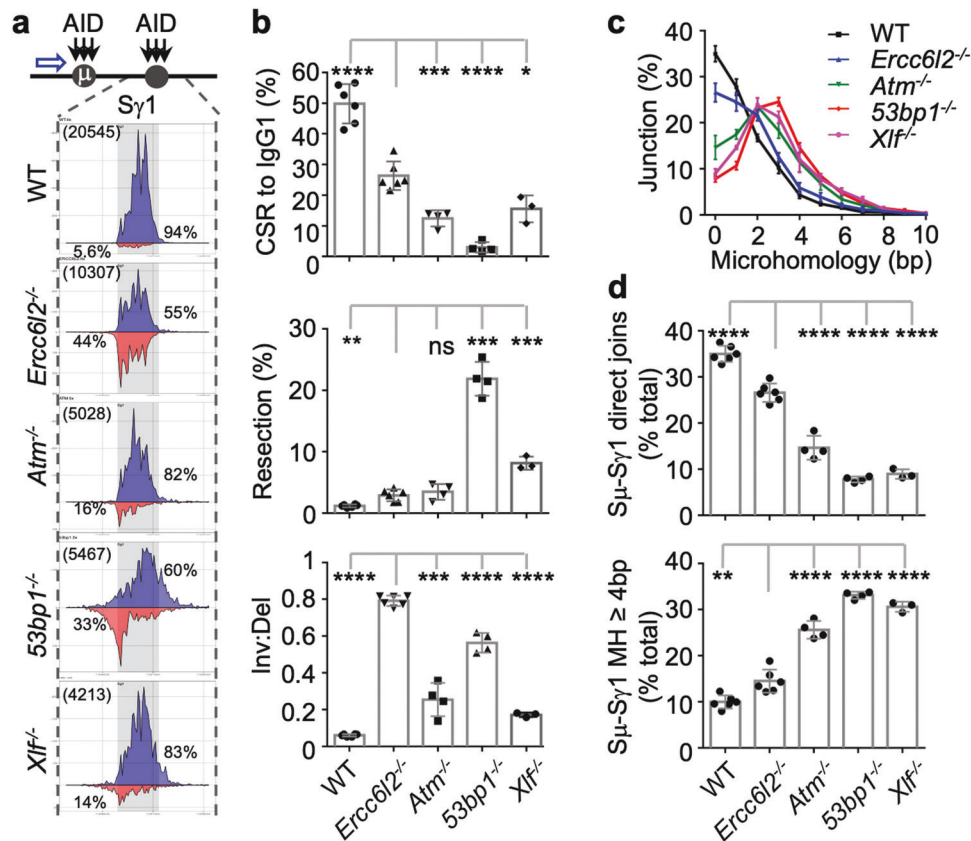 a
AID AID
μ
Sγ1
WT
(20545)
94%
5.6%
Ercc6l2-/-
(10307)
55%
44%
Atm-/-
(5028)
82%
16%
53bp1-/-
(5467)
60%
33%
Xlf-/-
(4213)
83%
14%
b
CSR to IgG1 (%)
60
50
40
30
20
10
0
**** *** **** *
Resection (%)
30
20
10
0
** ns *** ***
Inv:Del
1
0.8
0.6
0.4
0.2
0
**** *** **** ****
WT Ercc6l2-/- Atm-/- 53bp1-/- Xlf-/-
c
Junction (%)
40
30
20
10
0
0 2 4 6 8 10
Microhomology (bp)
WT
Ercc6l2-/-
Atm-/-
53bp1-/-
Xlf-/-
d
Sμ-Sγ1 direct joins
(% total)
40
30
20
10
0
**** **** **** ****
Sμ-Sγ1 MH ≥ 4bp
(% total)
40
30
20
10
0
** **** **** ****
WT Ercc6l2-/- Atm-/- 53bp1-/- Xlf-/-